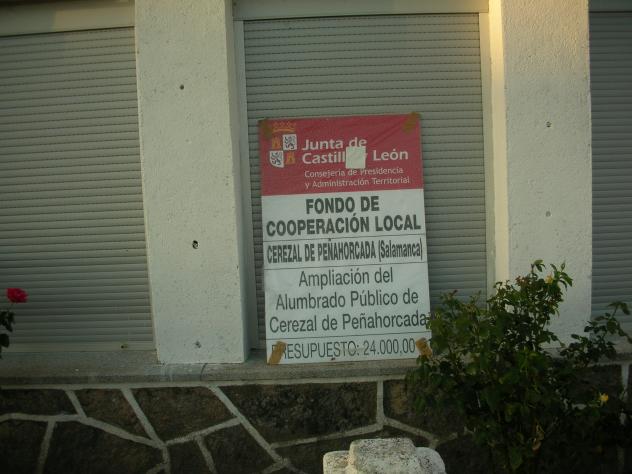 Junta de
Castilla y León
Consejería de Presidencia
y Administración Territorial
FONDO DE
COOPERACIÓN LOCAL
CEREZAL DE PEÑAHORCADA (Salamanca)
Ampliación del
Alumbrado Público de
Cerezal de Peñahorcada
PRESUPUESTO: 24.000,00